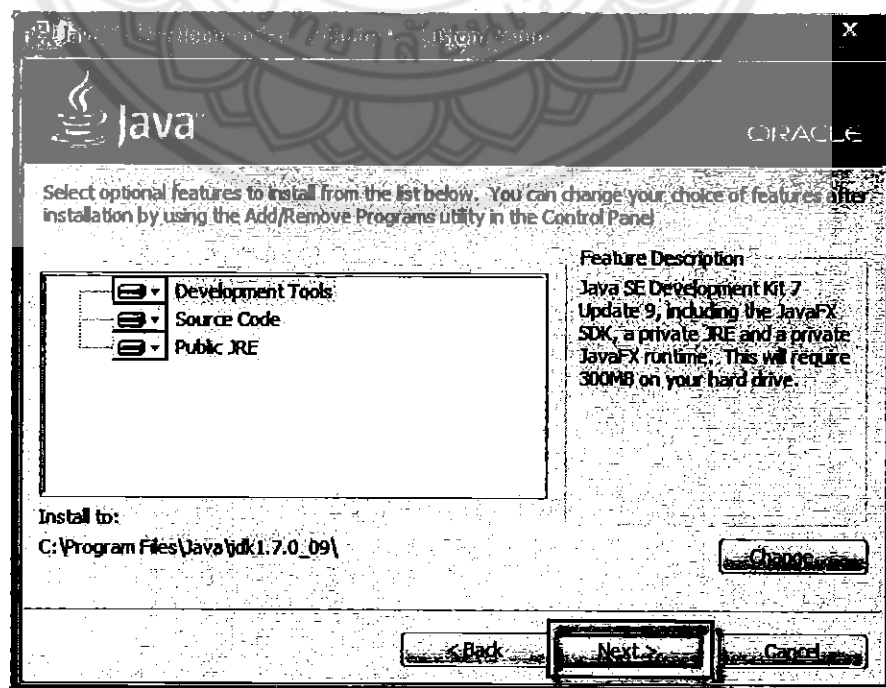 Java
ORACLE
Select optional features to install from the list below. You can change your choice of features after
installation by using the Add/Remove Programs utility in the Control Panel
Development Tools
Source Code
Public JRE
Feature Description
Java SE Development Kit 7
Update 9, including the JavaFX
SDK, a private JRE and a private
JavaFX runtime. This will require
300MB on your hard drive.
Install to:
C:\Program Files\Java\jdk1.7.0_09\
Change...
< Back
Next >
Cancel